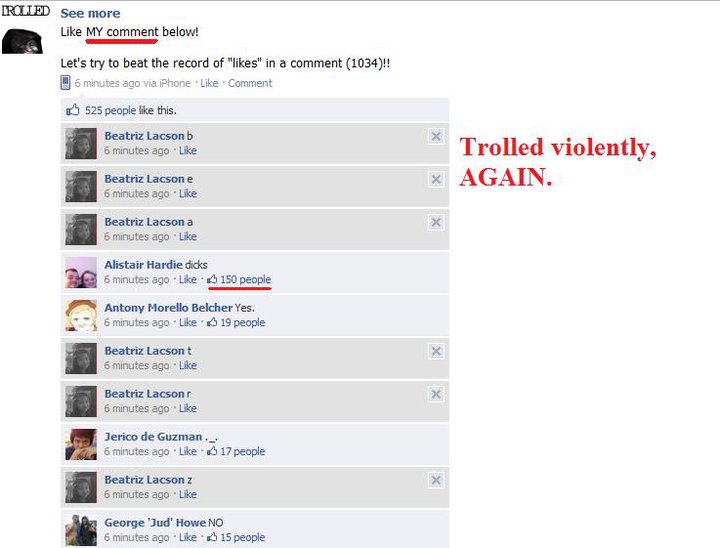 TROLLED
See more
Like MY comment below!
Let's try to beat the record of "likes" in a comment (1034)!!
6 minutes ago via iPhone · Like · Comment
525 people like this.
Beatriz Lacson b
6 minutes ago · Like
Beatriz Lacson e
6 minutes ago · Like
Beatriz Lacson a
6 minutes ago · Like
Alistair Hardie dicks
6 minutes ago · Like · 150 people
Antony Morello Belcher Yes.
6 minutes ago · Like · 19 people
Beatriz Lacson t
6 minutes ago · Like
Beatriz Lacson r
6 minutes ago · Like
Jerico de Guzman ._.
6 minutes ago · Like · 17 people
Beatriz Lacson z
6 minutes ago · Like
George 'Jud' Howe NO
6 minutes ago · Like · 15 people
Trolled violently,
AGAIN.